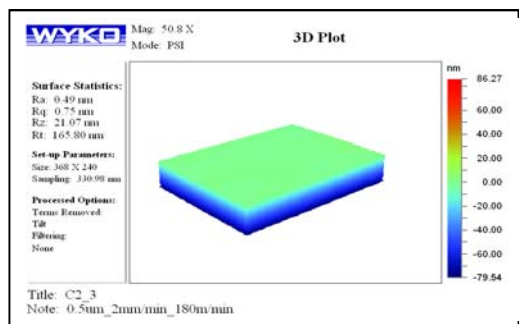 WYKO
Mag: 50.8 X
Mode: PSI
3D Plot
Surface Statistics:
Ra: 0.49 nm
Rq: 0.75 nm
Rz: 21.07 nm
Rt: 165.80 nm
Set-up Parameters:
Size: 368 X 240
Sampling: 330.98 nm
Processed Options:
Terms Removed:
Tilt
Filtering:
None
nm
86.27
60.00
40.00
20.00
0.00
-20.00
-40.00
-60.00
-79.54
Title: C2_3
Note: 0.5um_2mm/min_180m/min